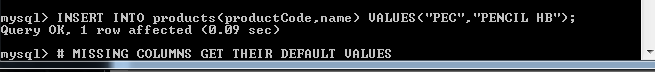 mysql> INSERT INTO products(productCode,name) VALUES("PEC","PENCIL HB");
Query OK, 1 row affected (0.09 sec)
mysql> # MISSING COLUMNS GET THEIR DEFAULT VALUES